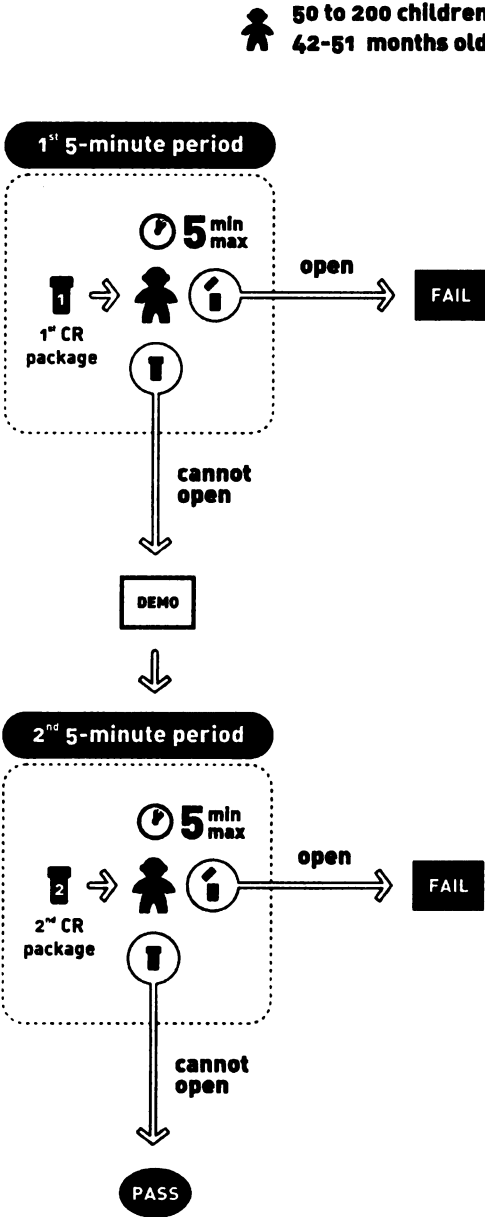 50 to 200 children
42-51 months old
1st 5-minute period
5 min max
open
1
FAIL
1st CR
package
cannot
open
DEMO
2nd 5-minute period
5 min max
open
2
FAIL
2nd CR
package
cannot
open
PASS